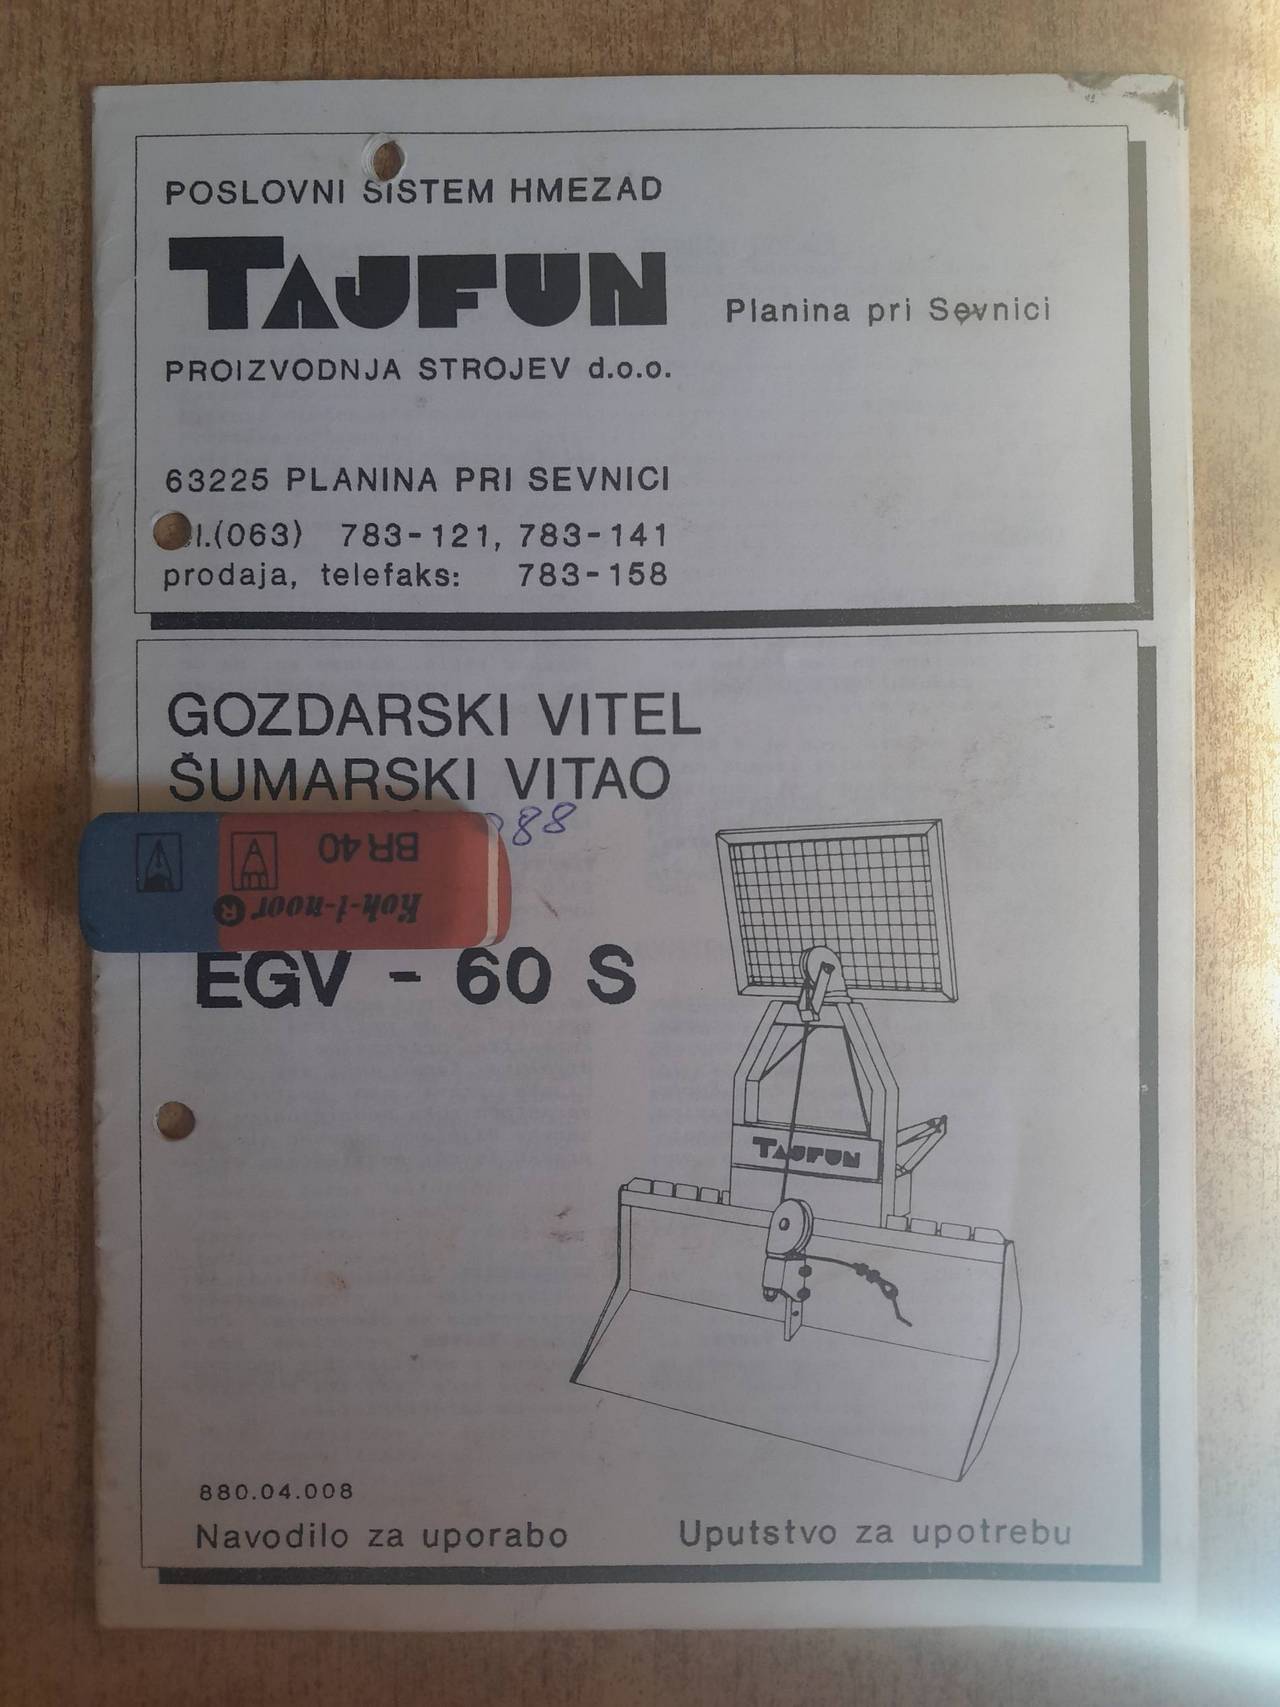 POSLOVNI SISTEM HMEZAD
TAJFUN
Planina pri Sevnici
PROIZVODNJA STROJEV d.o.o.
63225 PLANINA PRI SEVNICI
(063) 783-121, 783-141
prodaja, telefaks: 783-158
GOZDARSKI VITEL
ŠUMARSKI VITAO
88
BR 40
Koh-i-noor®
EGV - 60 S
TAJFUN
880.04.008
Navodilo za uporabo
Uputstvo za upotrebu